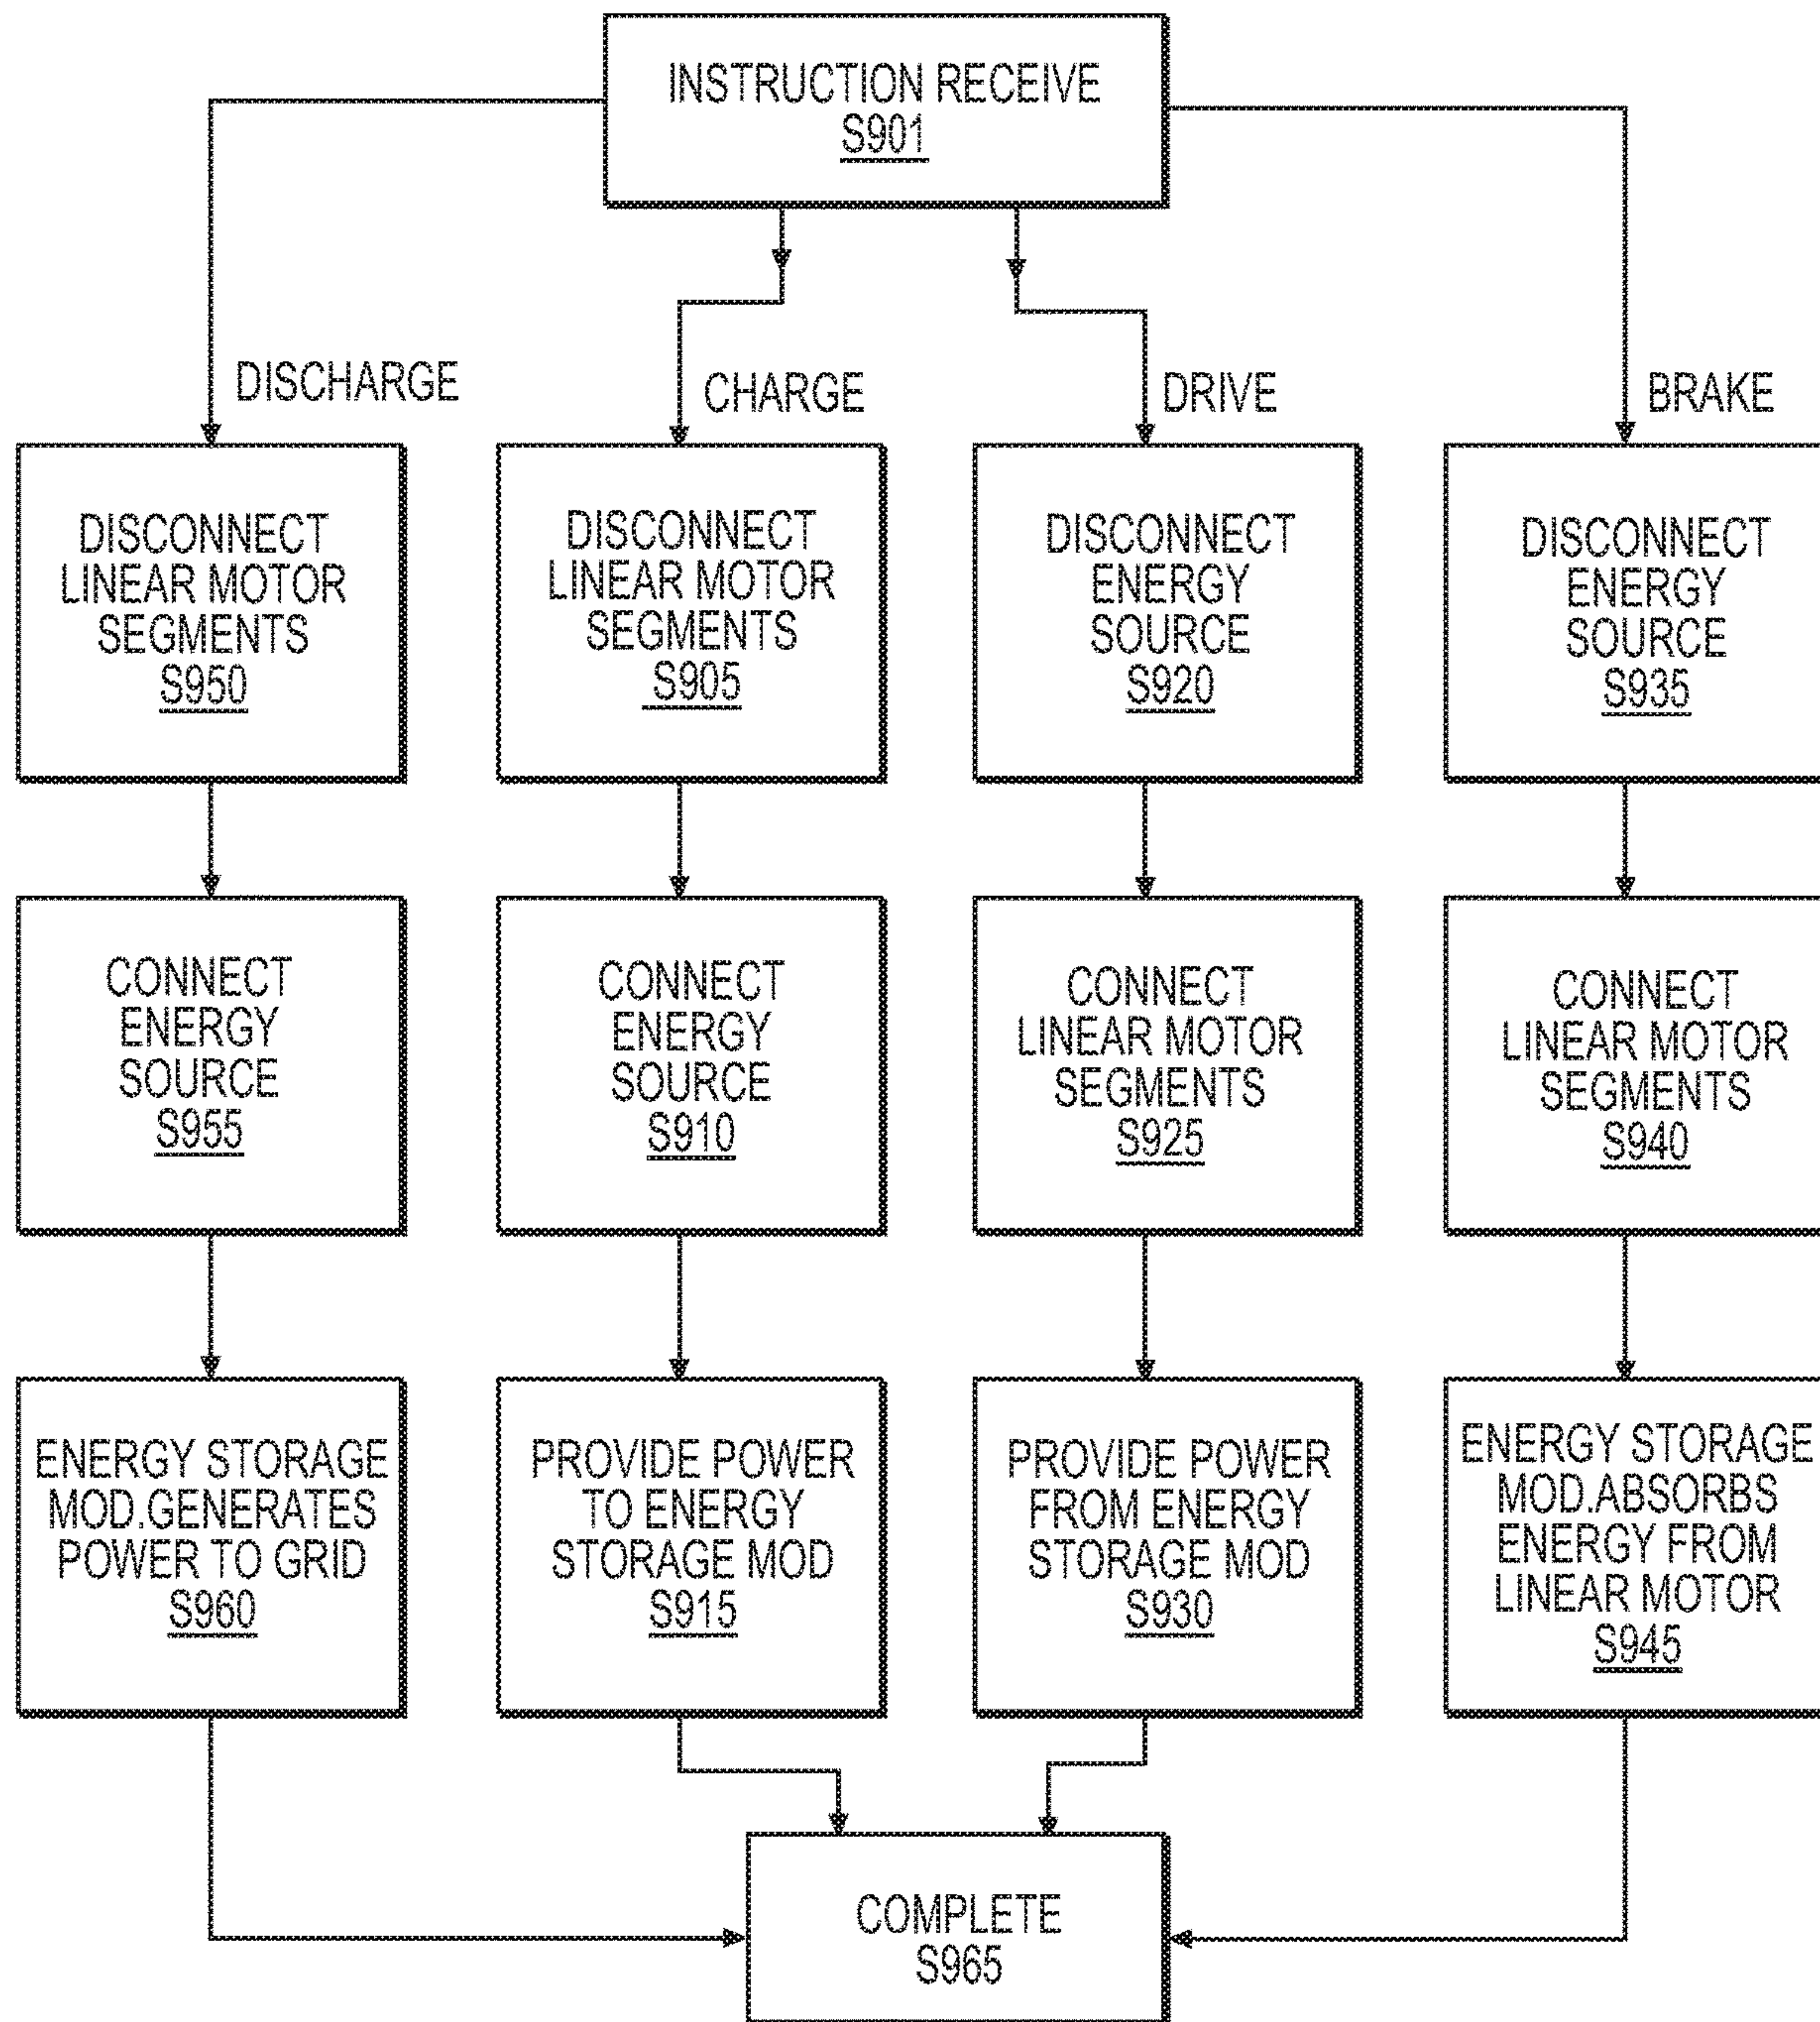 INSTRUCTION RECEIVE
S901
DISCHARGE
CHARGE
DRIVE
BRAKE
DISCONNECT
LINEAR MOTOR
SEGMENTS
S950
DISCONNECT
LINEAR MOTOR
SEGMENTS
S905
DISCONNECT
ENERGY
SOURCE
S920
DISCONNECT
ENERGY
SOURCE
S935
CONNECT
ENERGY
SOURCE
S955
CONNECT
ENERGY
SOURCE
S910
CONNECT
LINEAR MOTOR
SEGMENTS
S925
CONNECT
LINEAR MOTOR
SEGMENTS
S940
ENERGY STORAGE
MOD.GENERATES
POWER TO GRID
S960
PROVIDE POWER
TO ENERGY
STORAGE MOD
S915
PROVIDE POWER
FROM ENERGY
STORAGE MOD
S930
ENERGY STORAGE
MOD.ABSORBS
ENERGY FROM
LINEAR MOTOR
S945
COMPLETE
S965